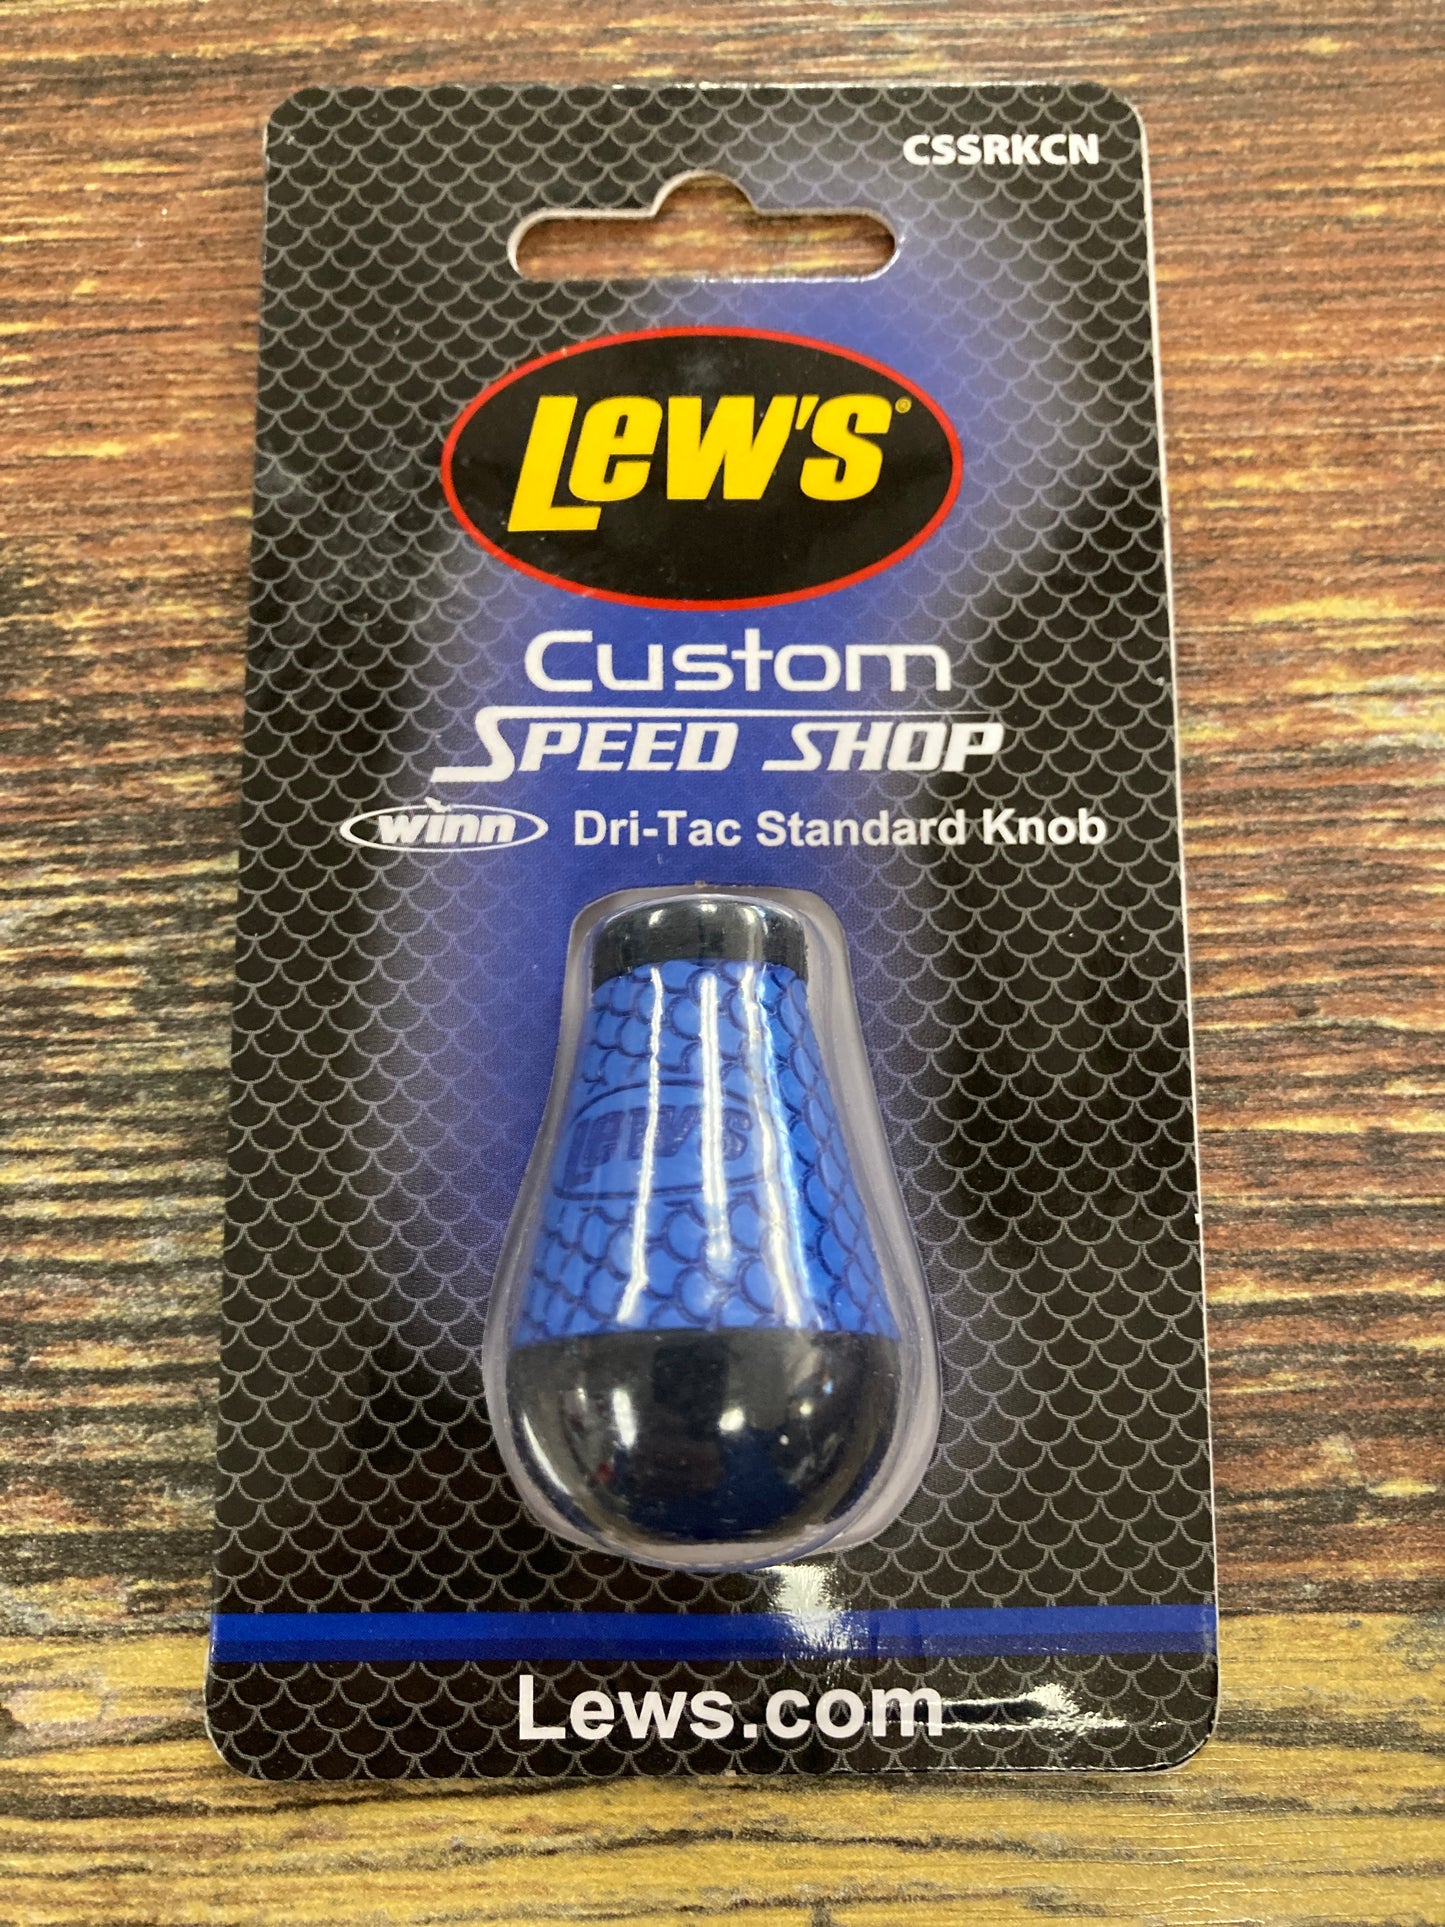 CSSRKCN
LEW'S®
Custom
SPEED SHOP
winn Dri-Tac Standard Knob
LEW'S
Lews.com